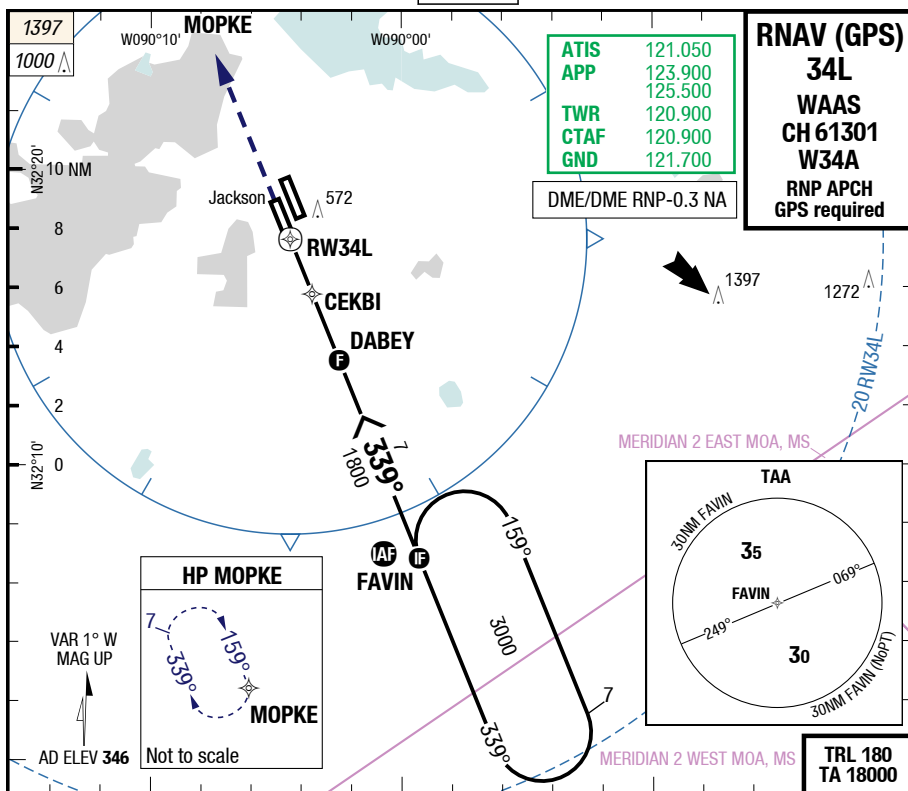 1397
1000
MOPKE
W090°10'
W090°00'
ATIS 121.050
APP 123.900
125.500
TWR 120.900
CTAF 120.900
GND 121.700
RNAV (GPS)
34L
WAAS
CH 61301
W34A
RNP APCH
GPS required
DME/DME RNP-0.3 NA
N32°20'
10 NM
8
6
4
2
0
N32°10'
Jackson
572
RW34L
CEKBI
F
DABEY
1397
1272
20 RW34L
339°
7
1800
MERIDIAN 2 EAST MOA, MS
IAF
IF
FAVIN
159°
3000
339°
7
HP MOPKE
7
159°
339°
MOPKE
Not to scale
VAR 1° W
MAG UP
AD ELEV 346
TAA
30NM FAVIN
35
FAVIN
069°
249°
30
30NM FAVIN (NoPT)
MERIDIAN 2 WEST MOA, MS
TRL 180
TA 18000